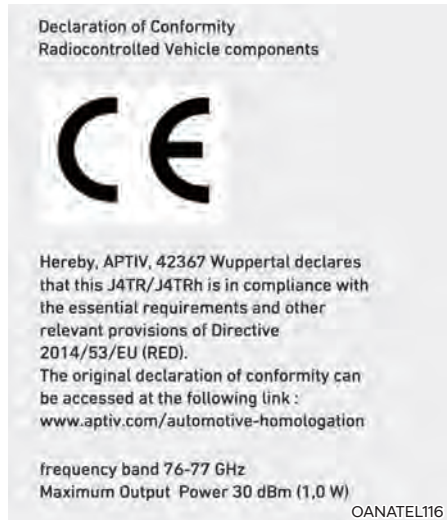 Declaration of Conformity
Radiocontrolled Vehicle components
CE
Hereby, APTIV, 42367 Wuppertal declares
that this J4TR/J4TRh is in compliance with
the essential requirements and other
relevant provisions of Directive
2014/53/EU (RED).
The original declaration of conformity can
be accessed at the following link :
www.aptiv.com/automotive-homologation
frequency band 76-77 GHz
Maximum Output Power 30 dBm (1,0 W)
OANATEL116